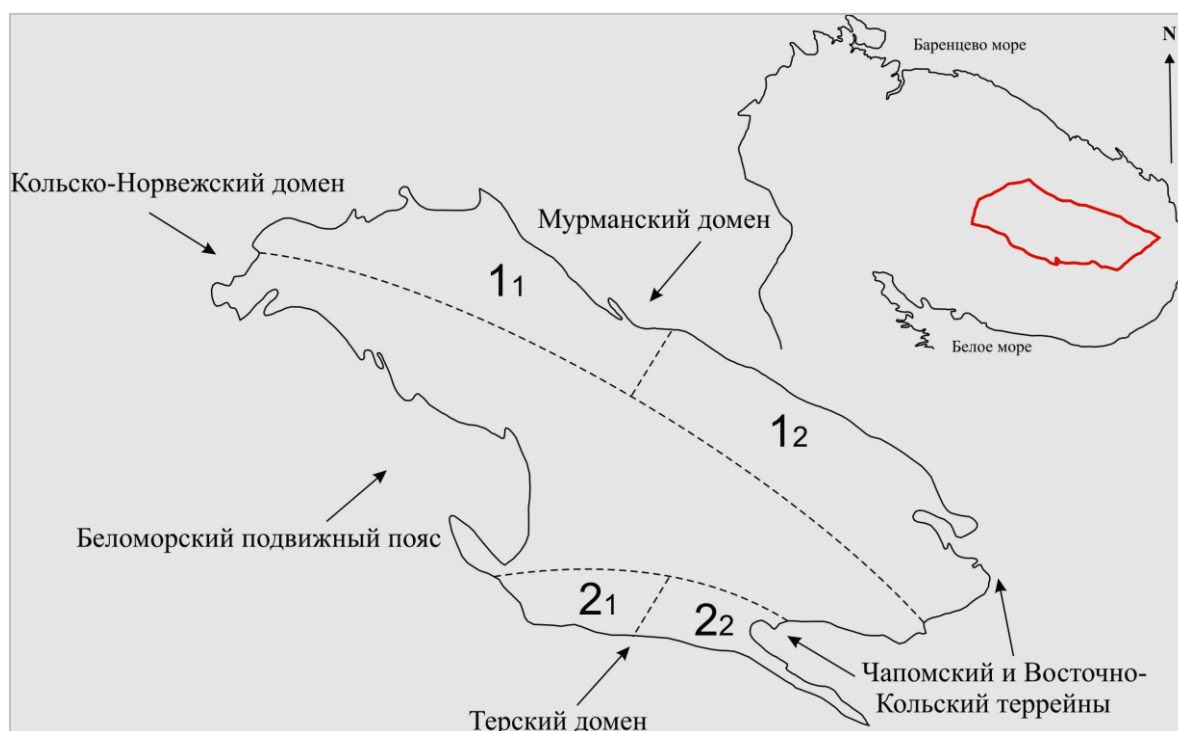 Баренцево море
N
Кольско-Норвежский домен
Мурманский домен
11
Белое море
12
Беломорский подвижный пояс
21
22
Чапомский и Восточно-
Кольский террейны
Терский домен